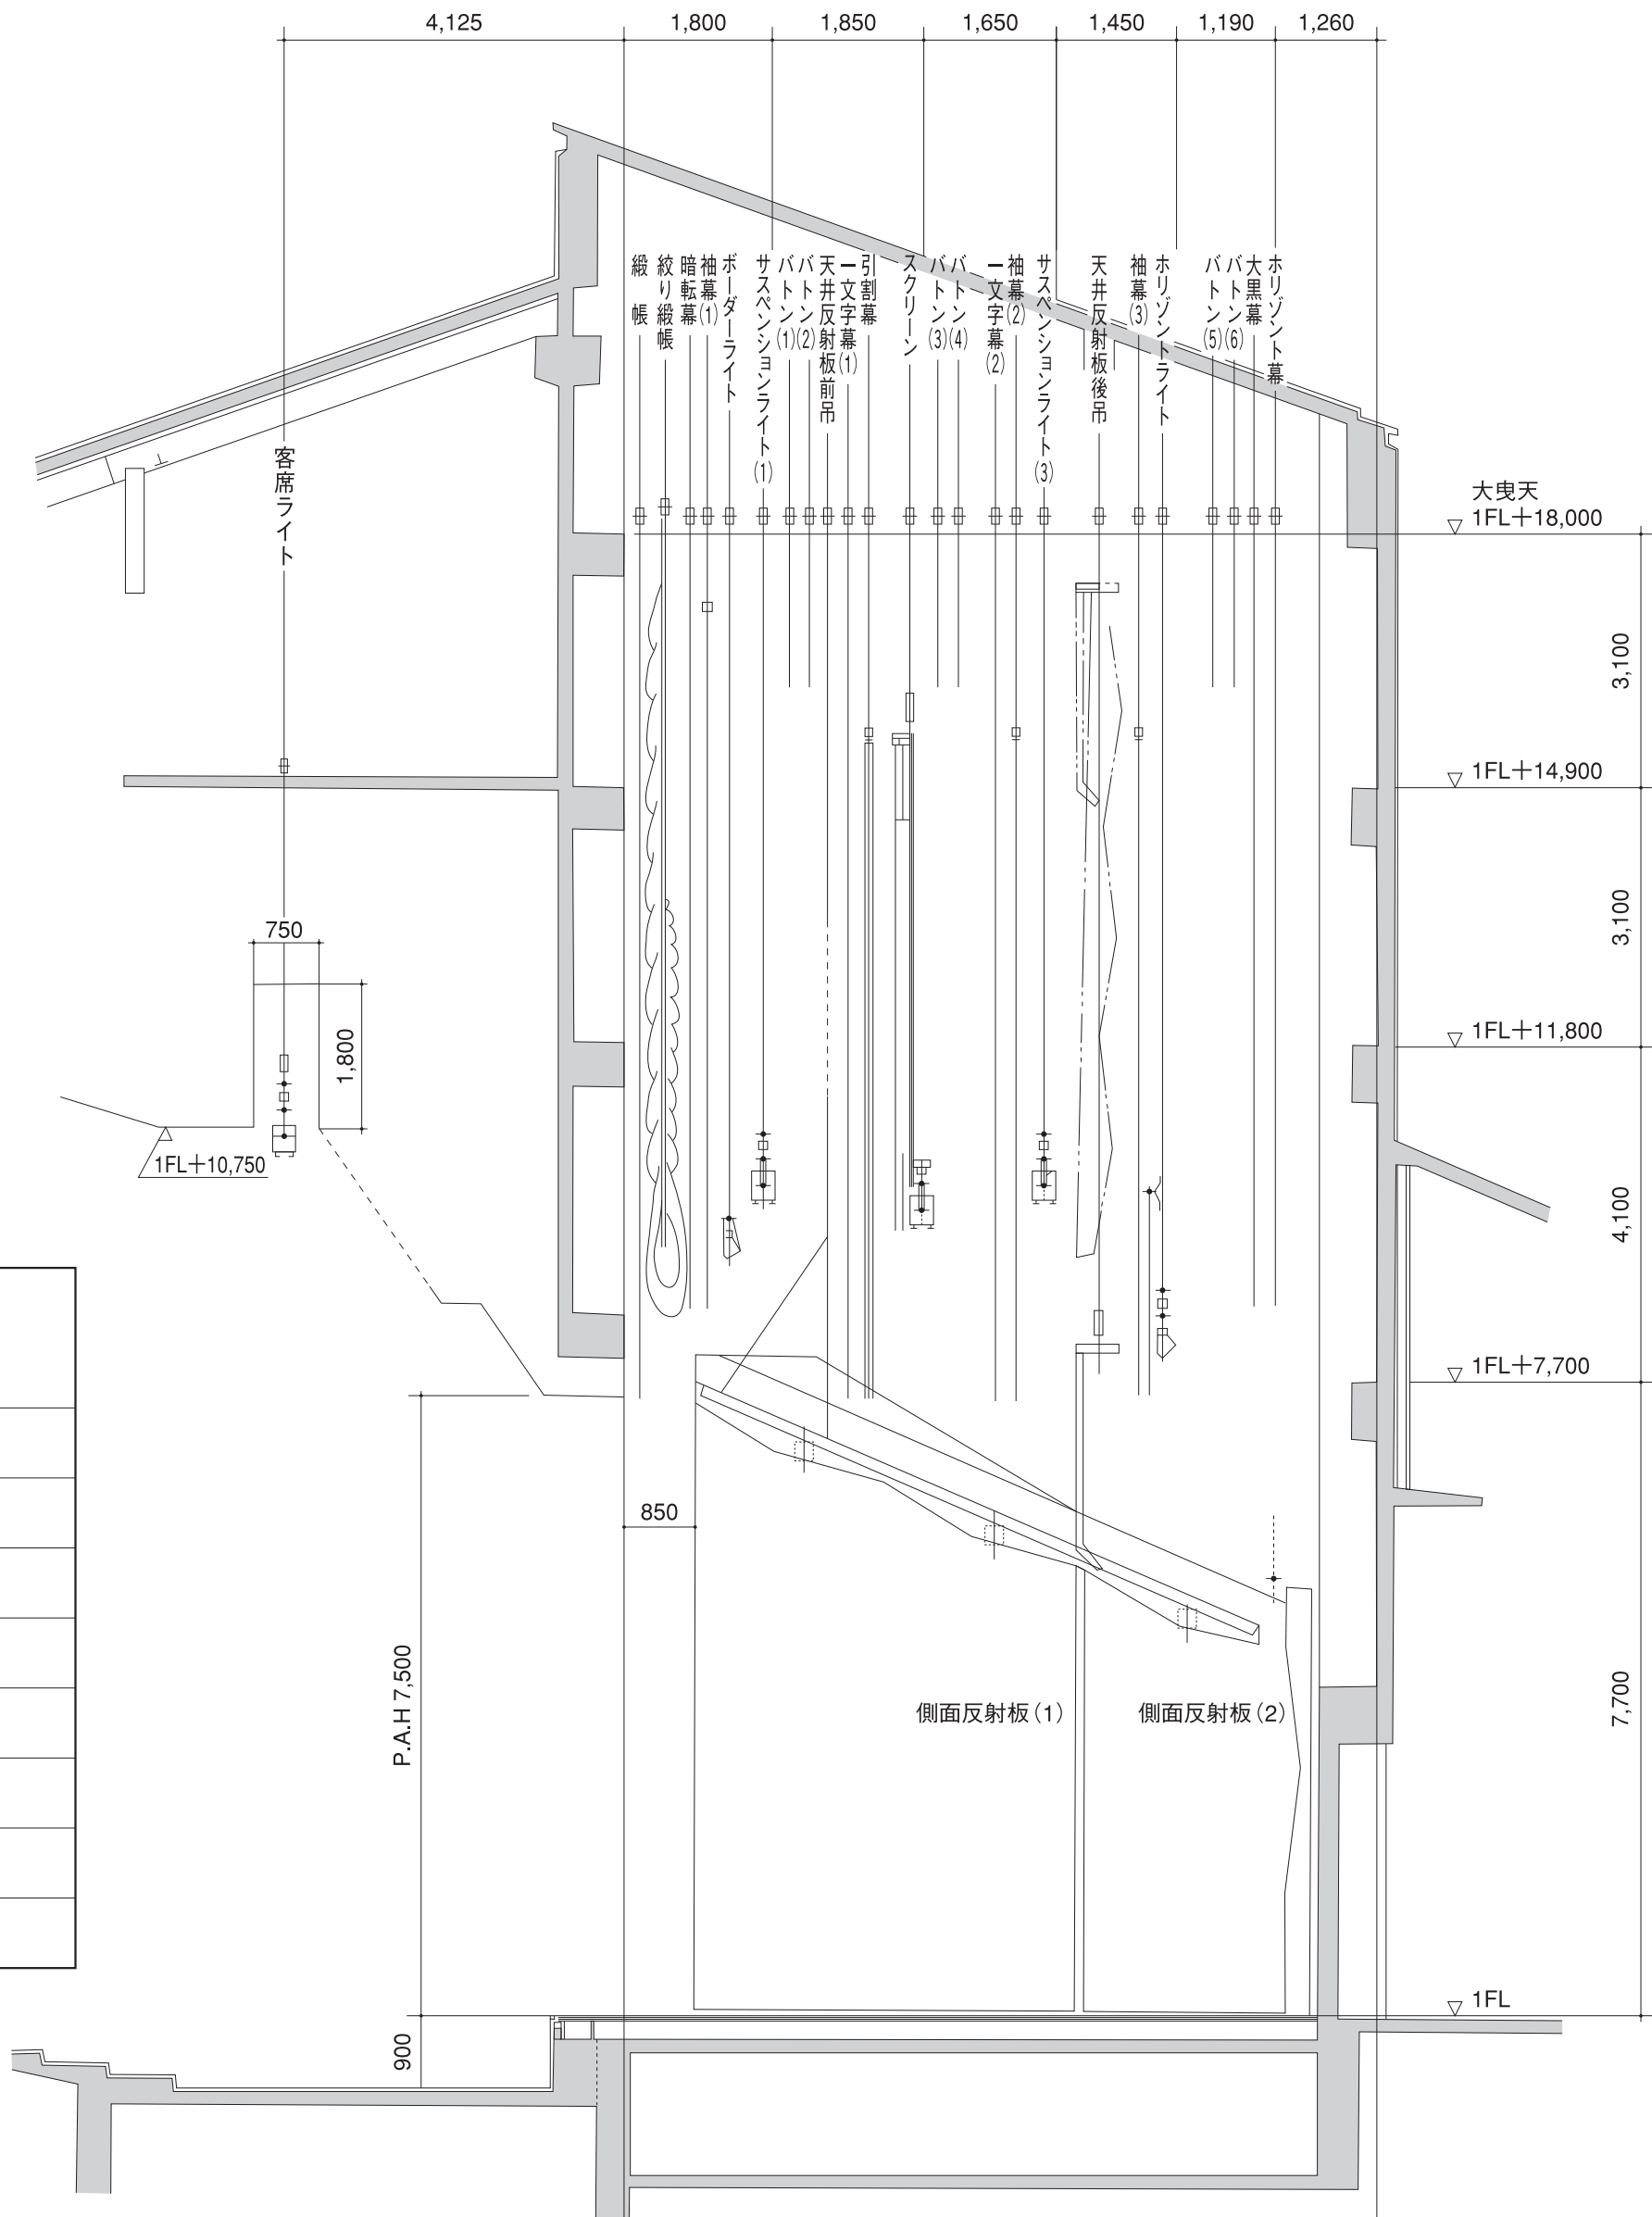 4,125
1,800
1,850
1,650
1,450
1,190
1,260
緞帳
絞り緞帳
暗転幕
袖幕(1)
ボーダーライト
サスペンションライト(1)
バトン(1)
バトン(2)
天井反射板前吊
一文字幕(1)
引割幕
スクリーン
バトン(3)
バトン(4)
一文字幕(2)
袖幕(2)
サスペンションライト(3)
天井反射板後吊
袖幕(3)
ホリゾントライト
バトン(5)
バトン(6)
大黒幕
ホリゾント幕
客席ライト
大曳天
1FL+18,000
3,100
1FL+14,900
3,100
750
1,800
1FL+11,800
1FL+10,750
4,100
1FL+7,700
850
P.A.H 7,500
側面反射板(1)
側面反射板(2)
7,700
1FL
900